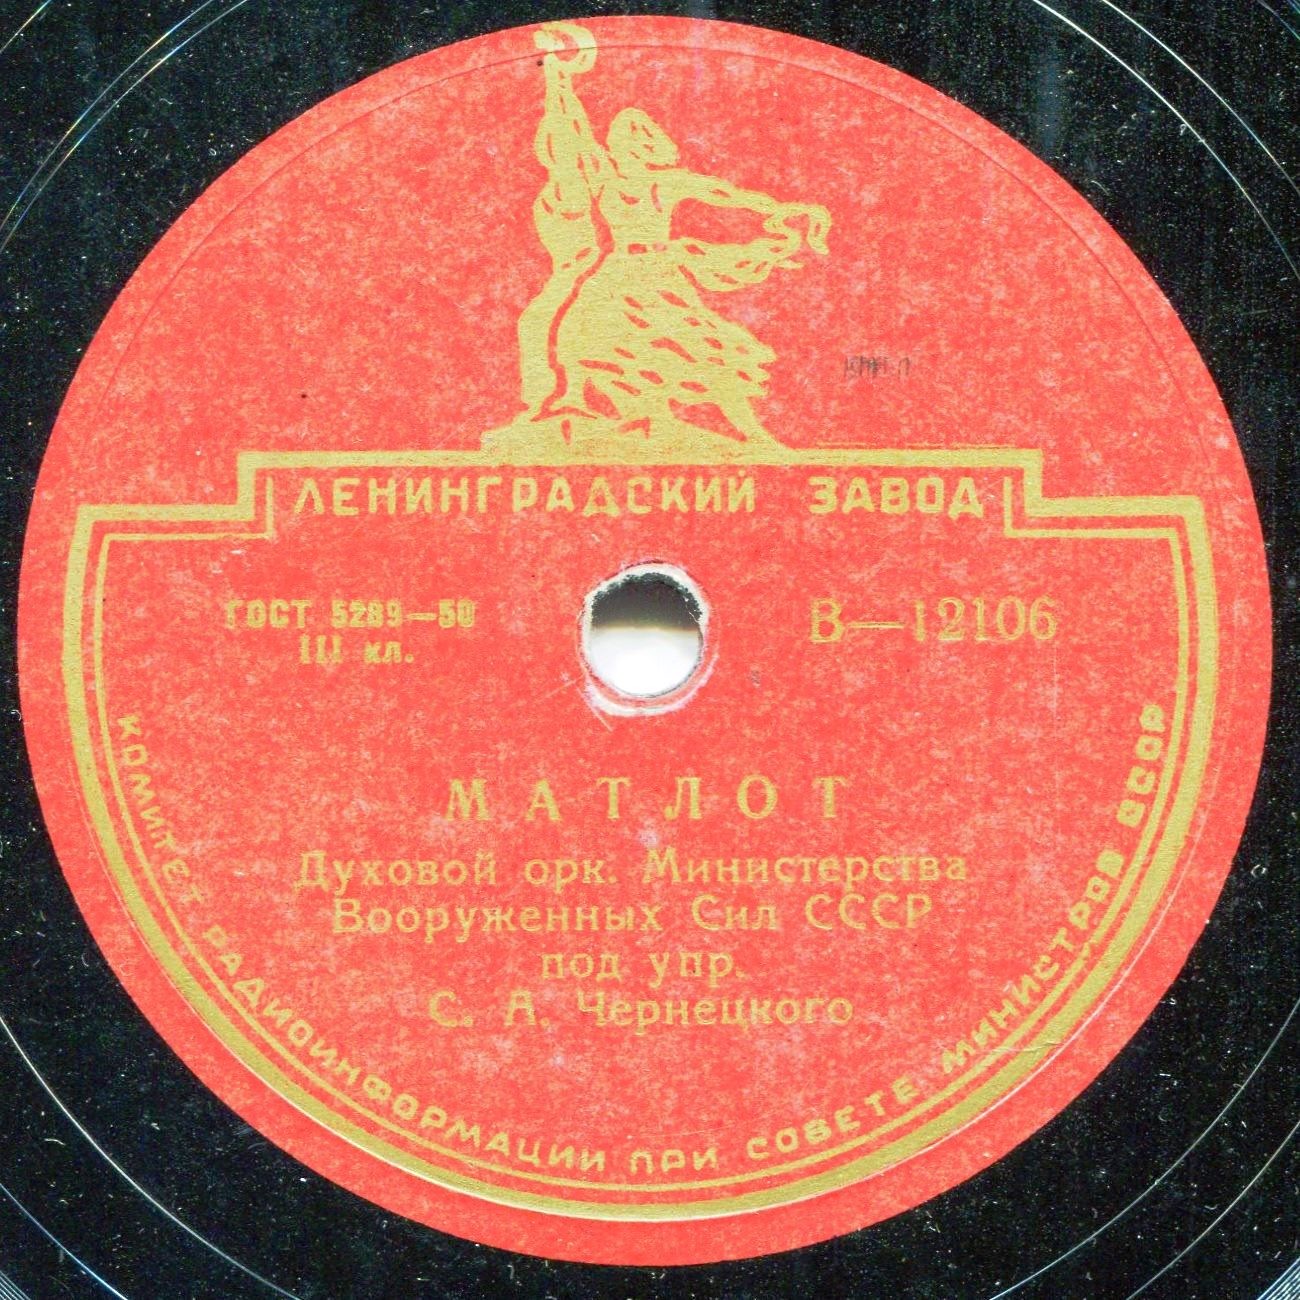 ЛЕНИНГРАДСКИЙ ЗАВОД
ГОСТ 5289—50
III кл.
В—12106
МАТЛОТ
Духовой орк. Министерства
Вооруженных Сил СССР
под упр.
С. А. Чернецкого
КОМИТЕТ РАДИОИНФОРМАЦИИ ПРИ СОВЕТЕ МИНИСТРОВ СССР